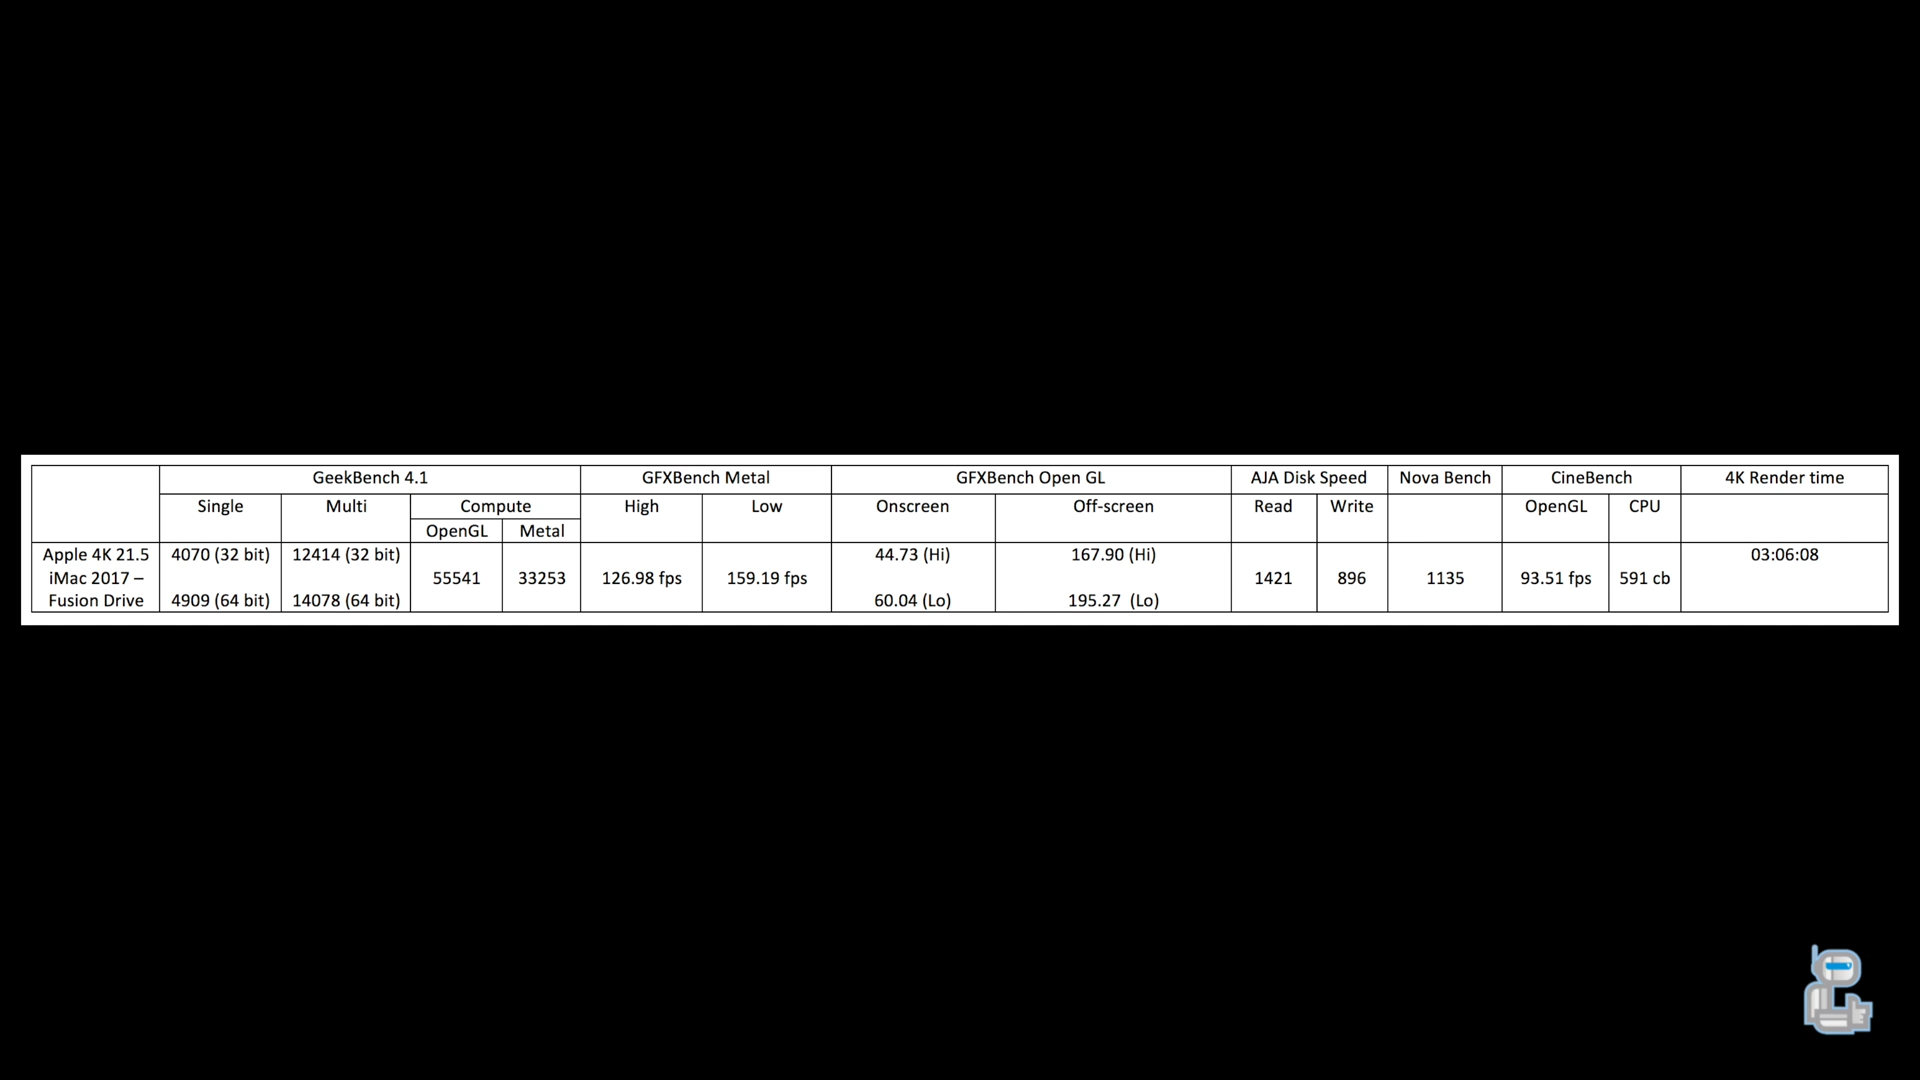 GeekBench 4.1 GFXBench Metal GFXBench Open GL AJA Disk Speed Nova Bench CineBench 4K Render time
Single Multi Compute High Low Onscreen Off-screen Read Write OpenGL CPU
OpenGL Metal
Apple 4K 21.5 4070 (32 bit) 12414 (32 bit) 44.73 (Hi) 167.90 (Hi) 03:06:08
iMac 2017 – 55541 33253 126.98 fps 159.19 fps 1421 896 1135 93.51 fps 591 cb
Fusion Drive 4909 (64 bit) 14078 (64 bit) 60.04 (Lo) 195.27 (Lo)